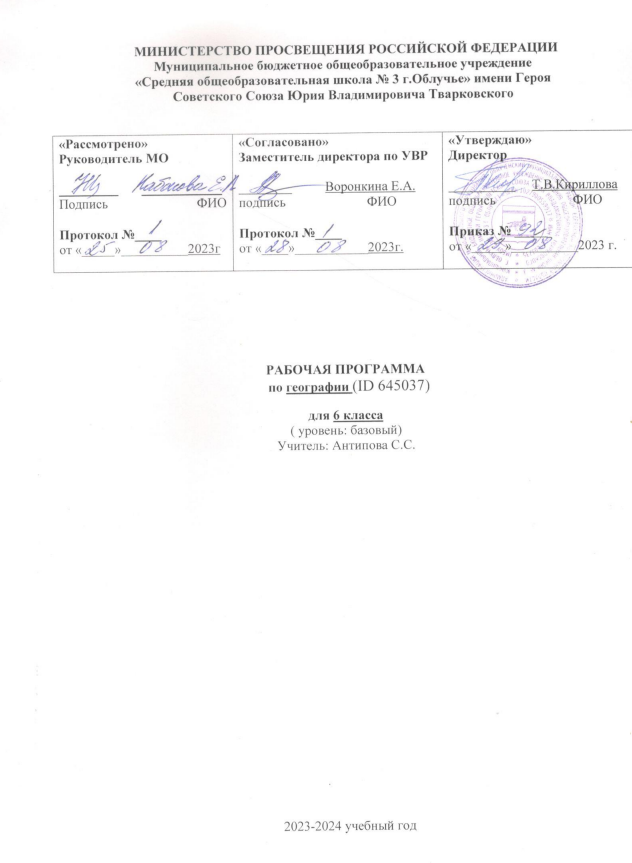 МИНИСТЕРСТВО ПРОСВЕЩЕНИЯ РОССИЙСКОЙ ФЕДЕРАЦИИ
Муниципальное бюджетное общеобразовательное учреждение
«Средняя общеобразовательная школа № 3 г.Облучье» имени Героя
Советского Союза Юрия Владимировича Тварковского
«Рассмотрено»
Руководитель МО
Подпись ФИО
Протокол № 1
от « 25 » 08 2023г
«Согласовано»
Заместитель директора по УВР
Воронкина Е.А.
подпись ФИО
Протокол № 1
от « 28 » 08 2023г.
«Утверждаю»
Директор
Т.В.Кириллова
подпись ФИО
Приказ № 92
от « 29 » 08 2023 г.
РАБОЧАЯ ПРОГРАММА
по географии (ID 645037)
для 6 класса
( уровень: базовый)
Учитель: Антипова С.С.
2023-2024 учебный год